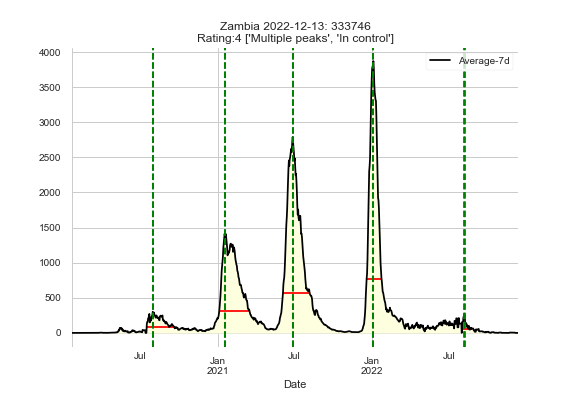 Zambia 2022-12-13: 333746
Rating:4 ['Multiple peaks', 'In control']
Average-7d
4000
3500
3000
2500
2000
1500
1000
500
0
Jul
Jan
2021
Jul
Jan
2022
Jul
Date